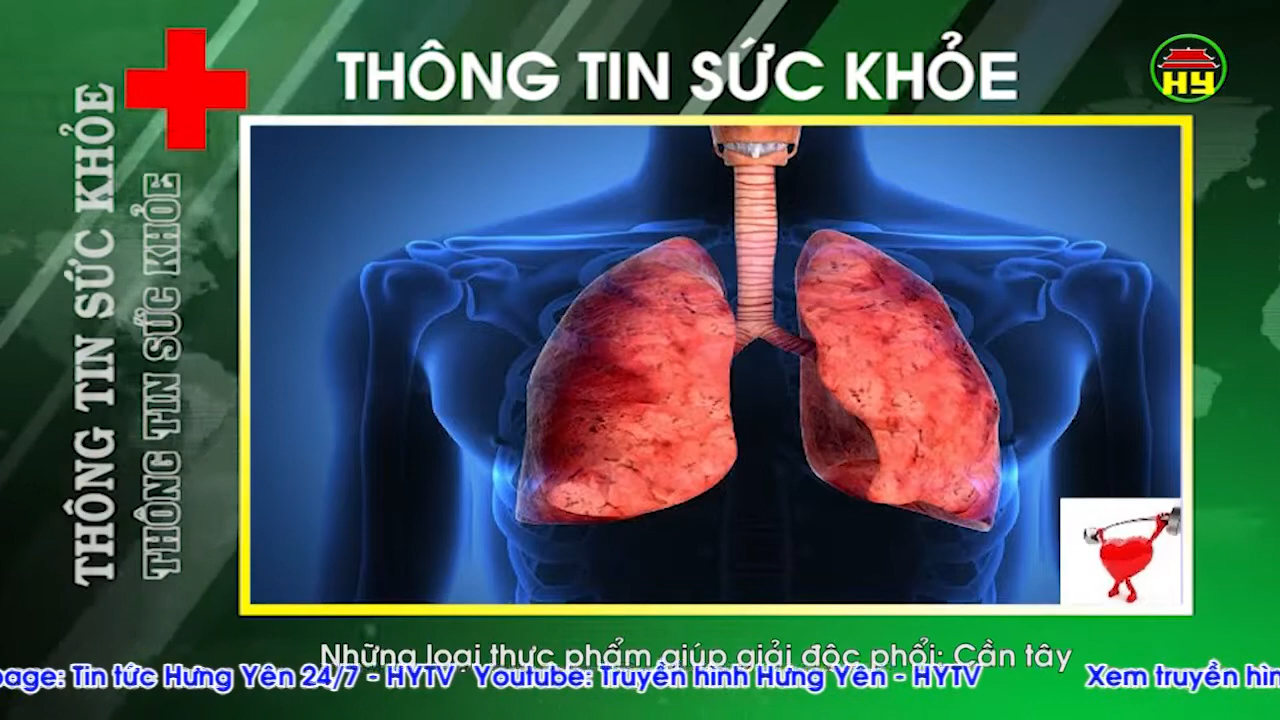 THÔNG TIN SỨC KHỎE
HY
THÔNG TIN SỨC KHỎE
THÔNG TIN SỨC KHỎE
Những loại thực phẩm giúp giải độc phổi: Cần tây
page: Tin tức Hưng Yên 24/7 - HYTV Youtube: Truyền hình Hưng Yên - HYTV Xem truyền hìn